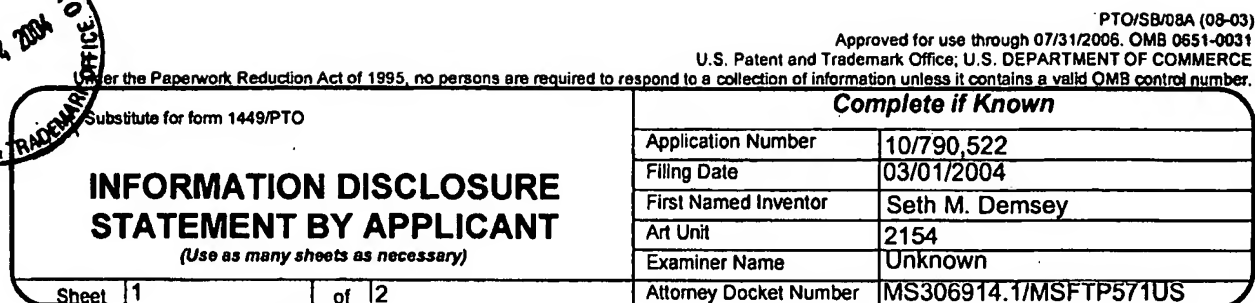 PTO/SB/08A (08-03)
Approved for use through 07/31/2006. OMB 0651-0031
U.S. Patent and Trademark Office; U.S. DEPARTMENT OF COMMERCE
the Paperwork Reduction Act of 1995, no persons are required to respond to a collection of information unless it contains a valid OMB control number.
2004
TRADEMARK OFFICE
Substitute for form 1449/PTO
INFORMATION DISCLOSURE
STATEMENT BY APPLICANT
(Use as many sheets as necessary)
Sheet 1 of 2
Complete if Known
Application Number 10/790,522
Filing Date 03/01/2004
First Named Inventor Seth M. Demsey
Art Unit 2154
Examiner Name Unknown
Attorney Docket Number MS306914.1/MSFTP571US